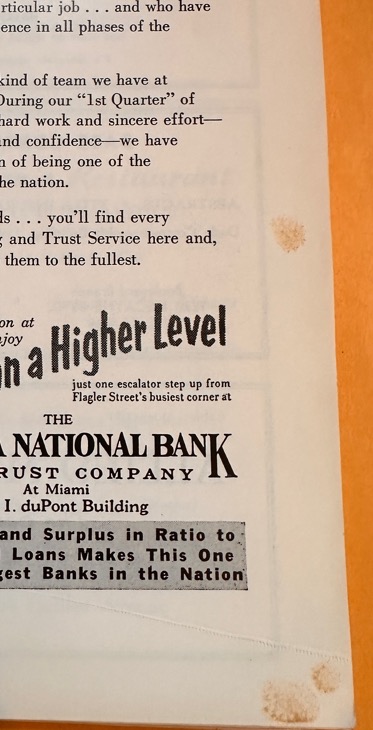 rticular job . . . and who have
ence in all phases of the
kind of team we have at
During our “1st Quarter” of
hard work and sincere effort—
and confidence—we have
n of being one of the
he nation.
ds . . . you’ll find every
g and Trust Service here and,
them to the fullest.
on at
njoy
on a Higher Level
just one escalator step up from
Flagler Street’s busiest corner at
THE
A NATIONAL BANK
RUST COMPANY
At Miami
I. duPont Building
and Surplus in Ratio to
Loans Makes This One
gest Banks in the Nation